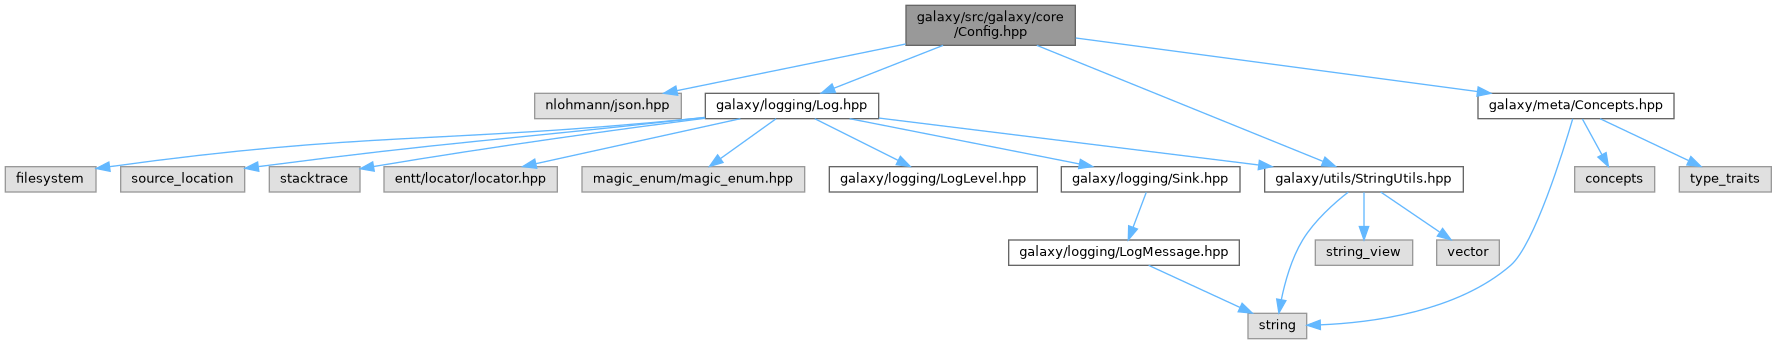 galaxy/src/galaxy/core
/Config.hpp
nlohmann/json.hpp
galaxy/logging/Log.hpp
galaxy/meta/Concepts.hpp
filesystem
source_location
stacktrace
entt/locator/locator.hpp
magic_enum/magic_enum.hpp
galaxy/logging/LogLevel.hpp
galaxy/logging/Sink.hpp
galaxy/utils/StringUtils.hpp
concepts
type_traits
galaxy/logging/LogMessage.hpp
string_view
vector
string